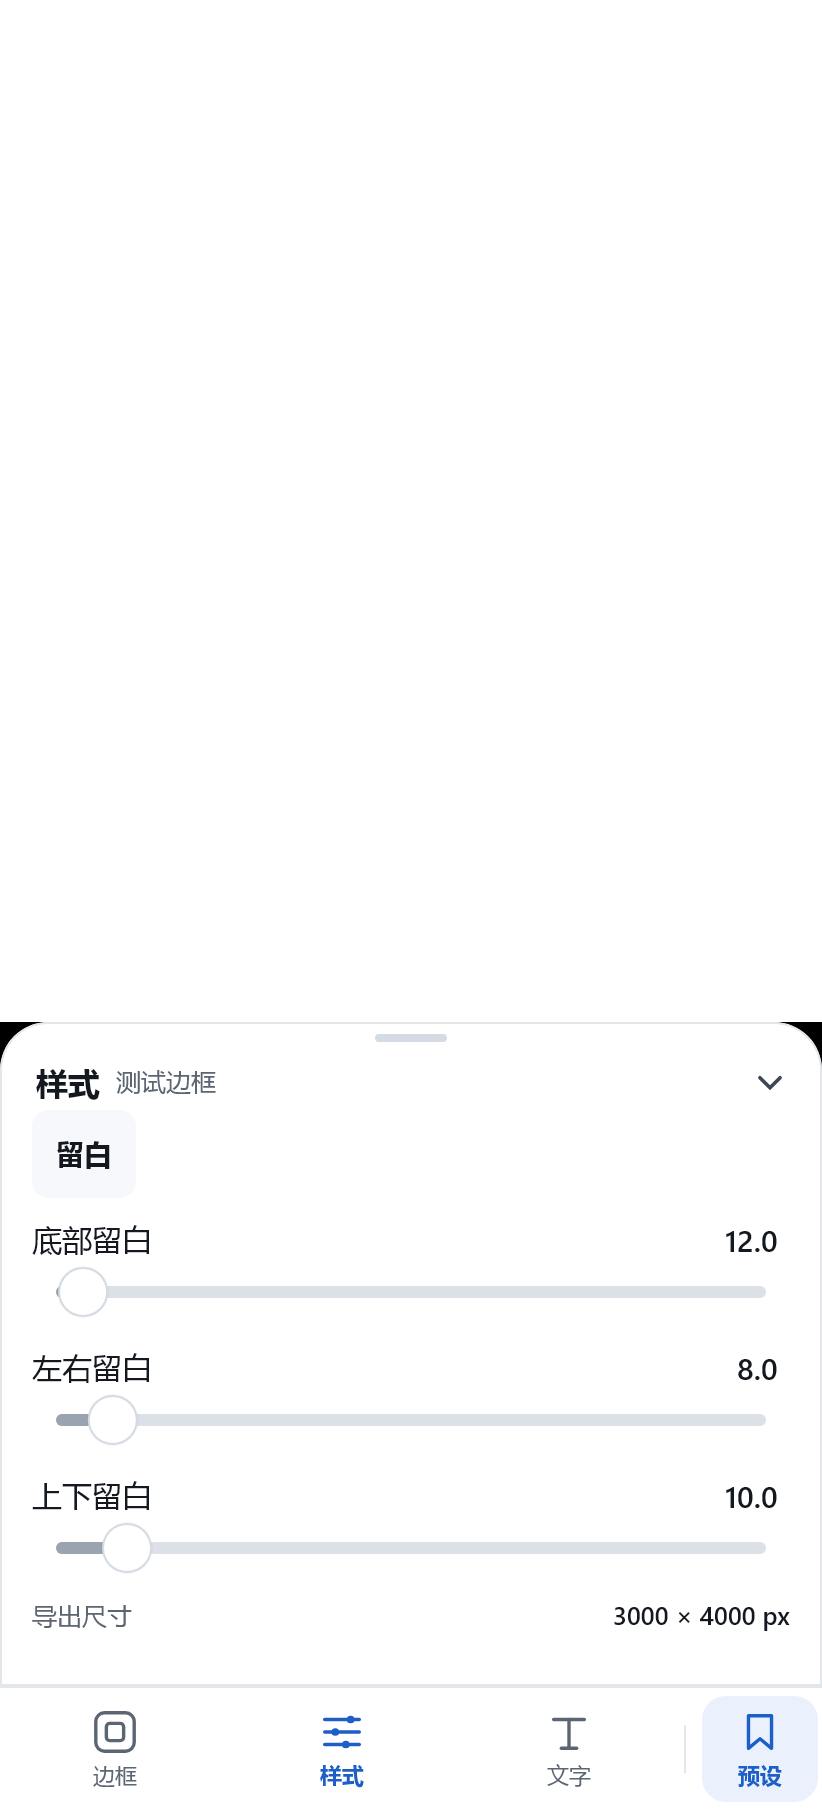 样式 测试边框
留白
底部留白 12.0
左右留白 8.0
上下留白 10.0
导出尺寸 3000 × 4000 px
边框 样式 文字 预设